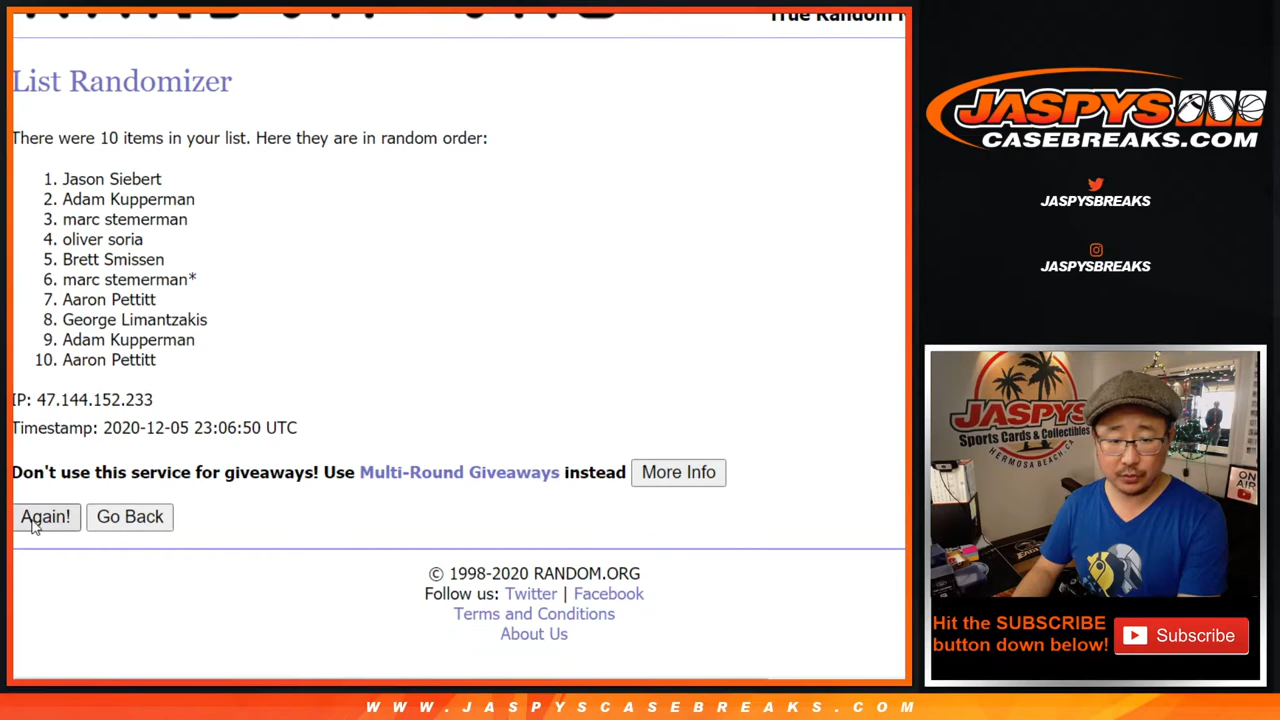 True Random
List Randomizer
There were 10 items in your list. Here they are in random order:
1. Jason Siebert
2. Adam Kupperman
3. marc stemerman
4. oliver soria
5. Brett Smissen
6. marc stemerman*
7. Aaron Pettitt
8. George Limantzakis
9. Adam Kupperman
10. Aaron Pettitt
IP: 47.144.152.233
Timestamp: 2020-12-05 23:06:50 UTC
Don't use this service for giveaways! Use Multi-Round Giveaways instead More Info
Again! Go Back
© 1998-2020 RANDOM.ORG
Follow us: Twitter | Facebook
Terms and Conditions
About Us
JASPYS
CASEBREAKS.COM
JASPYSBREAKS
JASPYSBREAKS
JASPYS
Sports Cards & Collectibles
HERMOSA BEACH, CA
ON
AIR
Hit the SUBSCRIBE
button down below!
Subscribe
WWW.JASPYSCASEBREAKS.COM